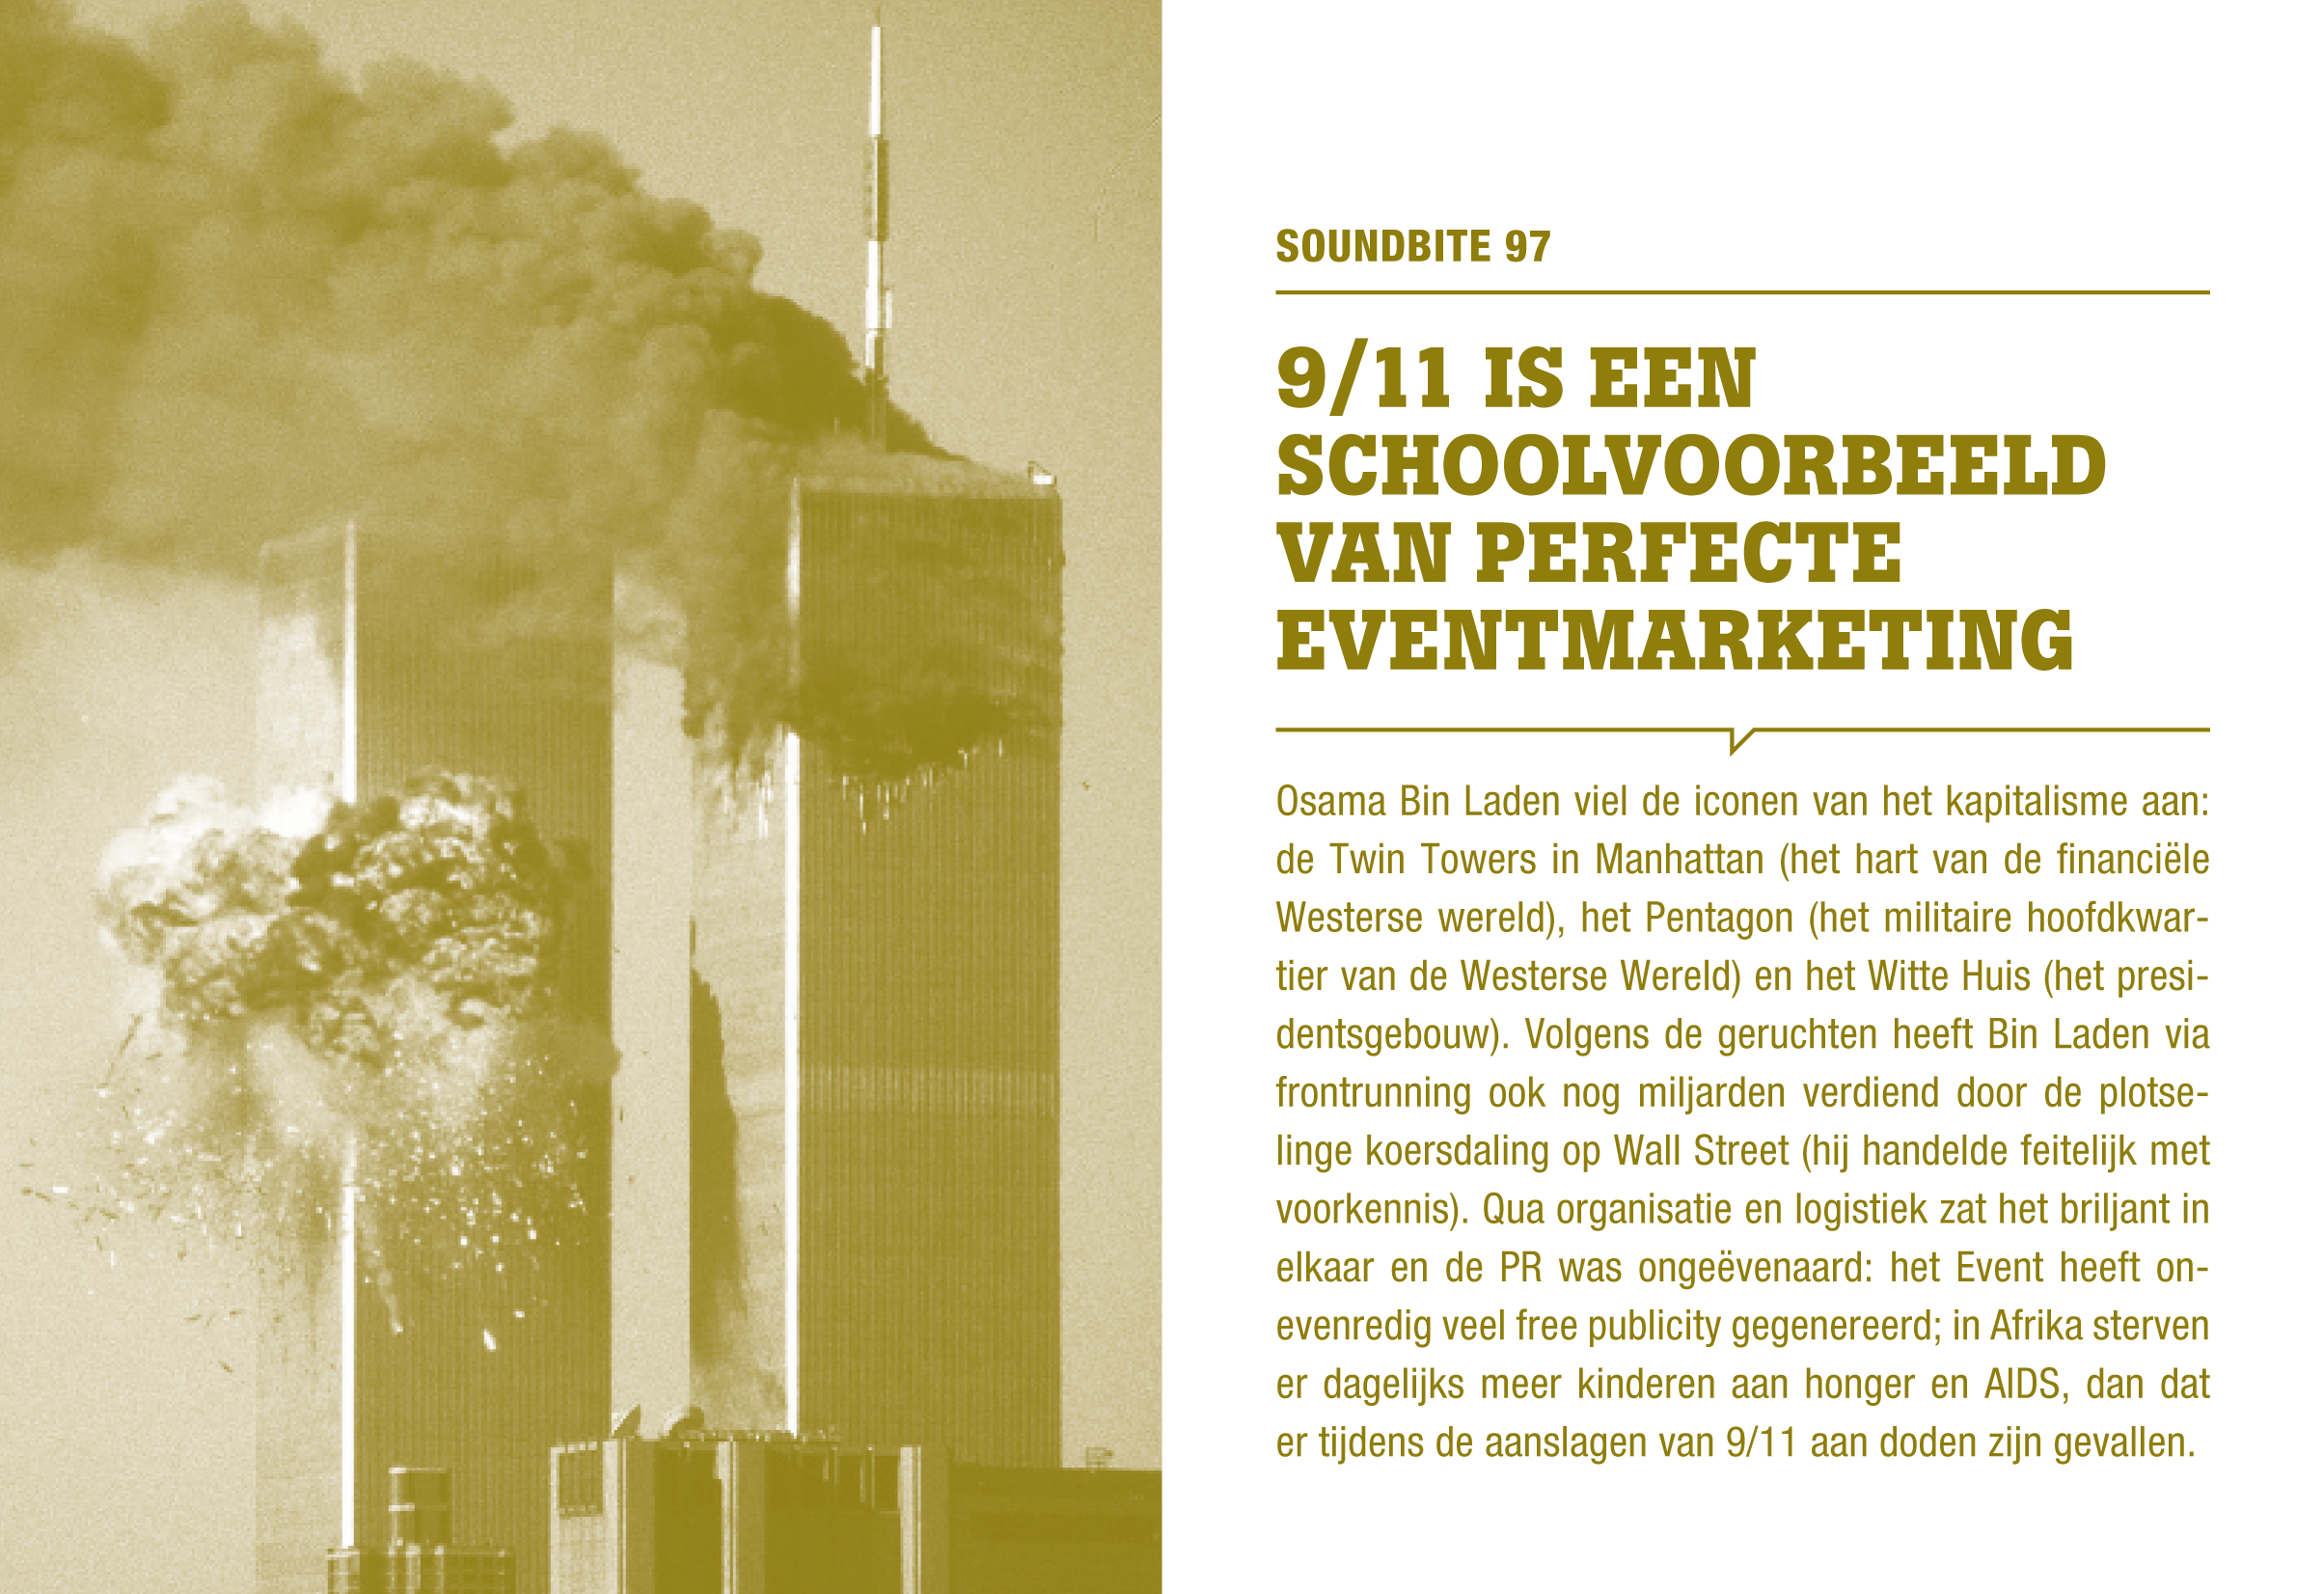 SOUNDBITE 97
9/11 IS EEN
SCHOOLVOORBEELD
VAN PERFECTE
EVENTMARKETING
Osama Bin Laden viel de iconen van het kapitalisme aan:
de Twin Towers in Manhattan (het hart van de financiële
Westerse wereld), het Pentagon (het militaire hoofdkwar-
tier van de Westerse Wereld) en het Witte Huis (het presi-
dentsgebouw). Volgens de geruchten heeft Bin Laden via
frontrunning ook nog miljarden verdiend door de plotse-
linge koersdaling op Wall Street (hij handelde feitelijk met
voorkennis). Qua organisatie en logistiek zat het briljant in
elkaar en de PR was ongeëvenaard: het Event heeft on-
evenredig veel free publicity gegenereerd; in Afrika sterven
er dagelijks meer kinderen aan honger en AIDS, dan dat
er tijdens de aanslagen van 9/11 aan doden zijn gevallen.